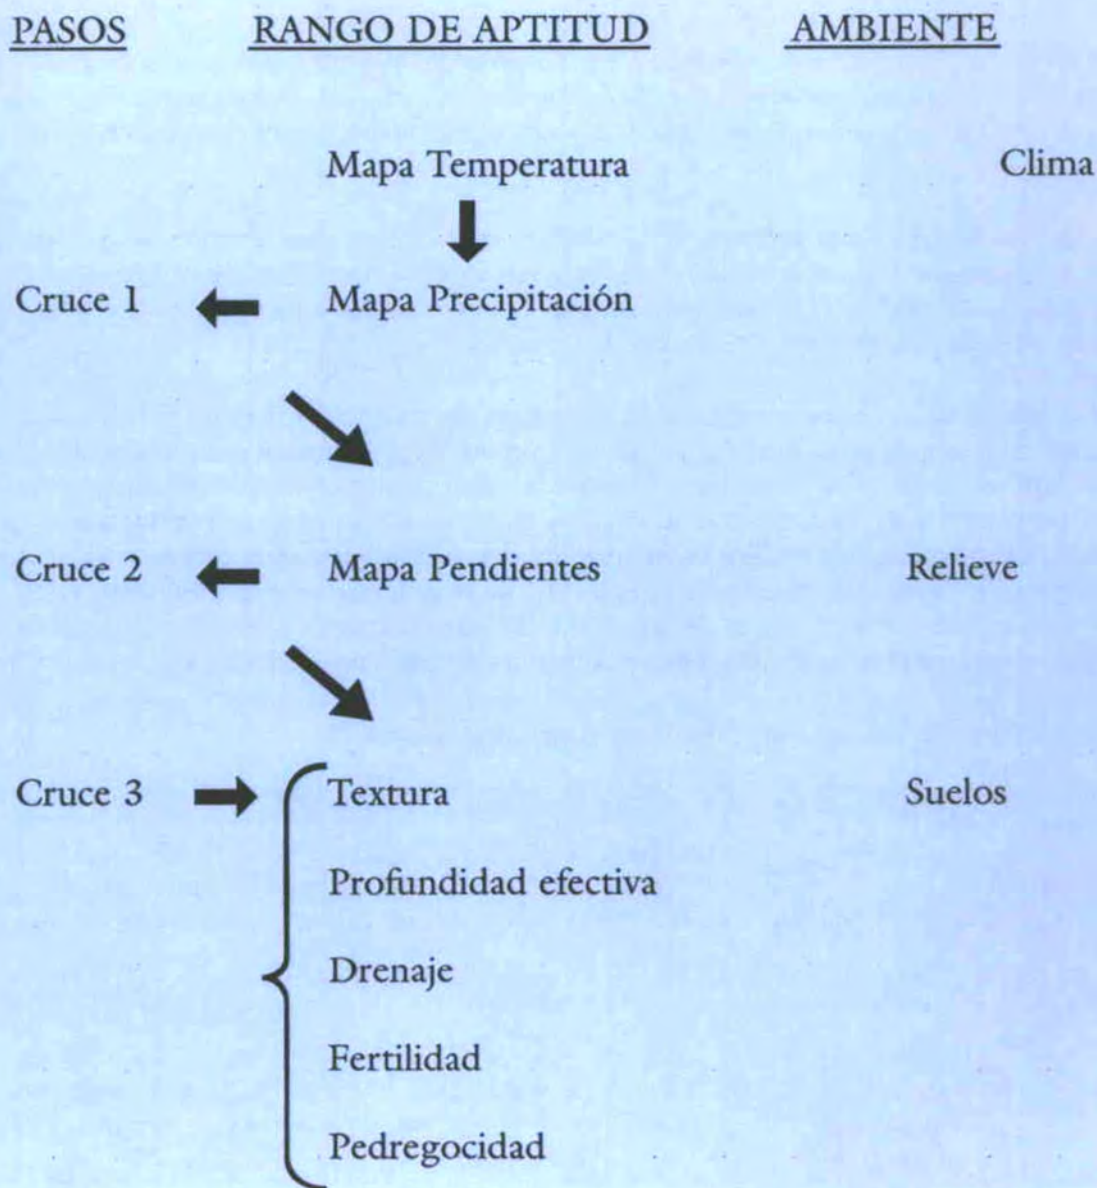 PASOS RANGO DE APTITUD AMBIENTE
Mapa Temperatura Clima
Cruce 1 Mapa Precipitación
Cruce 2 Mapa Pendientes Relieve
Cruce 3 Textura Suelos
Profundidad efectiva
Drenaje
Fertilidad
Pedregocidad